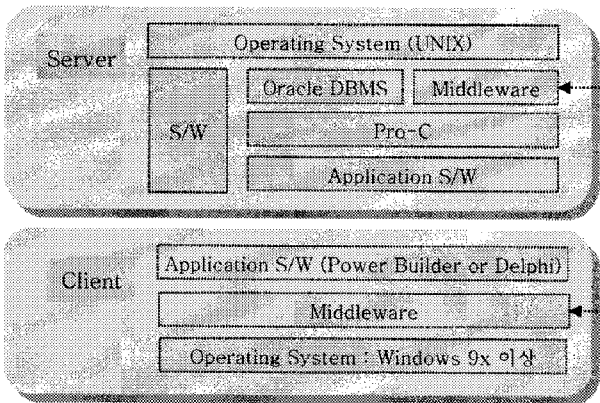 Server
Operating System (UNIX)
S/W
Oracle DBMS
Middleware
Pro-C
Application S/W
Client
Application S/W (Power Builder or Delphi)
Middleware
Operating System : Windows 9x 이상